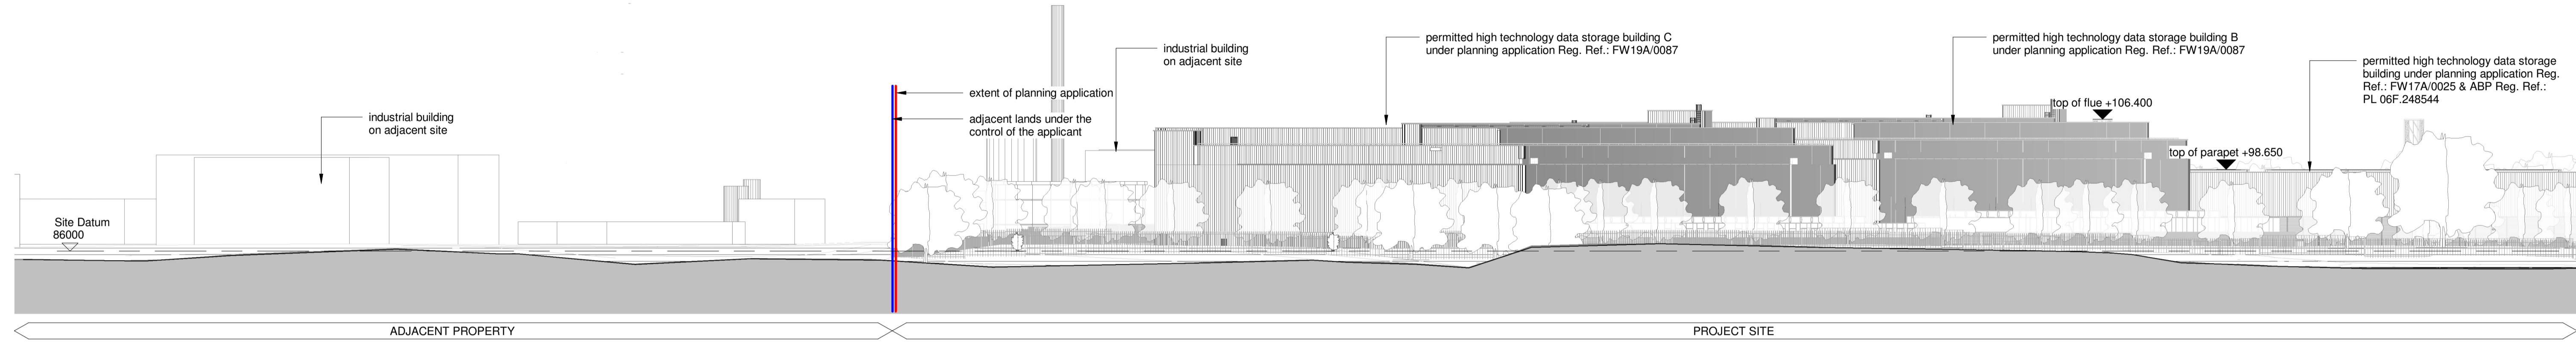 Site Datum
86000
industrial building
on adjacent site
extent of planning application
adjacent lands under the
control of the applicant
industrial building
on adjacent site
permitted high technology data storage building C
under planning application Reg. Ref.: FW19A/0087
permitted high technology data storage building B
under planning application Reg. Ref.: FW19A/0087
top of flue +106.400
top of parapet +98.650
permitted high technology data storage
building under planning application Reg.
Ref.: FW17A/0025 & ABP Reg. Ref.:
PL 06F.248544
ADJACENT PROPERTY
PROJECT SITE